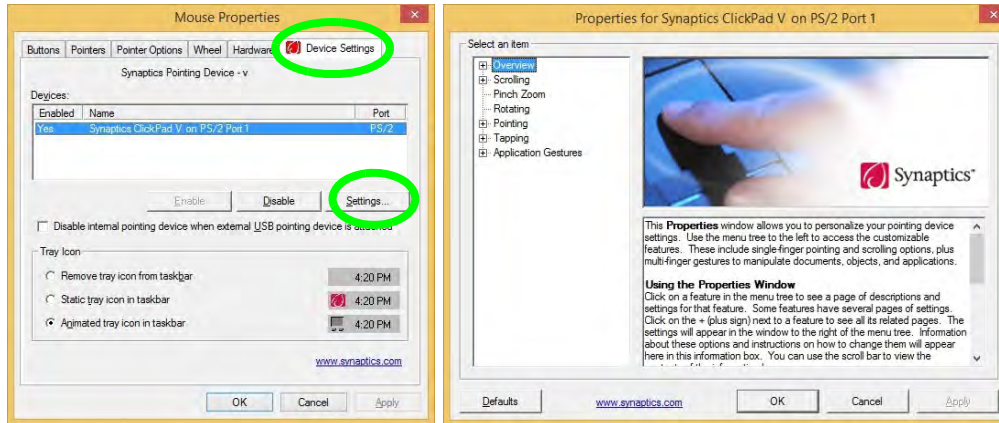 Mouse Properties
Buttons Pointers Pointer Options Wheel Hardware Device Settings
Synaptics Pointing Device - v
Devices:
Enabled Name Port
Yes Synaptics ClickPad V on PS/2 Port 1 PS/2
Enable Disable Settings...
Disable internal pointing device when external USB pointing device is attached
Tray Icon
Remove tray icon from taskbar 4:20 PM
Static tray icon in taskbar 4:20 PM
Animated tray icon in taskbar 4:20 PM
www.synaptics.com
OK Cancel Apply
Properties for Synaptics ClickPad V on PS/2 Port 1
Select an item
Overview
Scrolling
Pinch Zoom
Rotating
Pointing
Tapping
Application Gestures
Synaptics
This Properties window allows you to personalize your pointing device
settings. Use the menu tree to the left to access the customizable
features. These include single-finger pointing and scrolling options, plus
multi-finger gestures to manipulate documents, objects, and applications.
Using the Properties Window
Click on a feature in the menu tree to see a page of descriptions and
settings for that feature. Some features have several pages of settings.
Click on the + (plus sign) next to a feature to see all its related pages. The
settings will appear in the window to the right of the menu tree. Information
about these options and instructions on how to change them will appear
here in this information box. You can use the scroll bar to view the
Defaults www.synaptics.com OK Cancel Apply